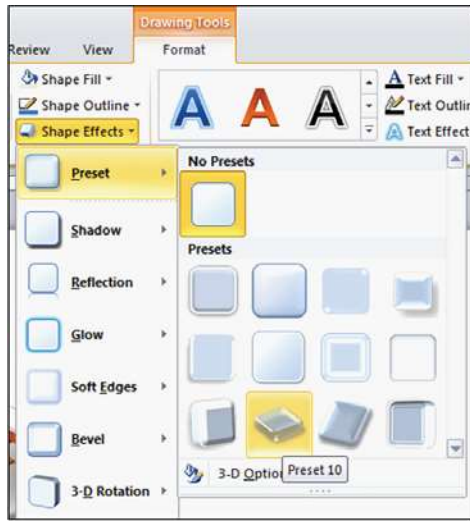 Drawing Tools
Review View Format
Shape Fill
Shape Outline
Shape Effects
A A A
Text Fill
Text Outlin
Text Effect
Preset
Shadow
Reflection
Glow
Soft Edges
Bevel
3-D Rotation
No Presets
Presets
3-D Optio
Preset 10